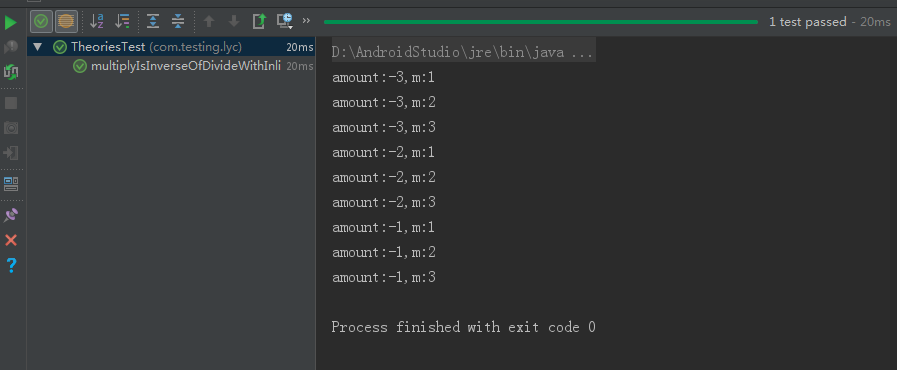 1 test passed - 20ms
TheoriesTest (com.testing.lyc) 20ms
multiplyIsInverseOfDivideWithInli 20ms
D:\AndroidStudio\jre\bin\java ...
amount:-3,m:1
amount:-3,m:2
amount:-3,m:3
amount:-2,m:1
amount:-2,m:2
amount:-2,m:3
amount:-1,m:1
amount:-1,m:2
amount:-1,m:3
Process finished with exit code 0